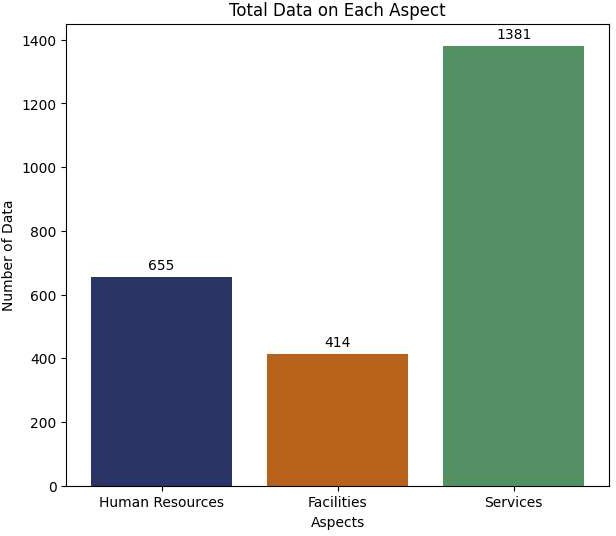 Total Data on Each Aspect
1400
1200
1000
800
600
400
200
0
Number of Data
655
414
1381
Human Resources
Facilities
Services
Aspects